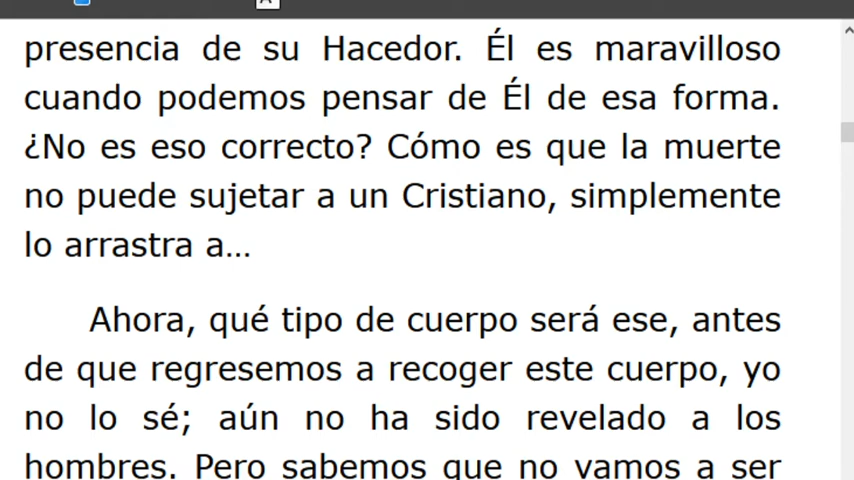 presencia de su Hacedor. Él es maravilloso
cuando podemos pensar de Él de esa forma.
¿No es eso correcto? Cómo es que la muerte
no puede sujetar a un Cristiano, simplemente
lo arrastra a…
Ahora, qué tipo de cuerpo será ese, antes
de que regresemos a recoger este cuerpo, yo
no lo sé; aún no ha sido revelado a los
hombres. Pero sabemos que no vamos a ser